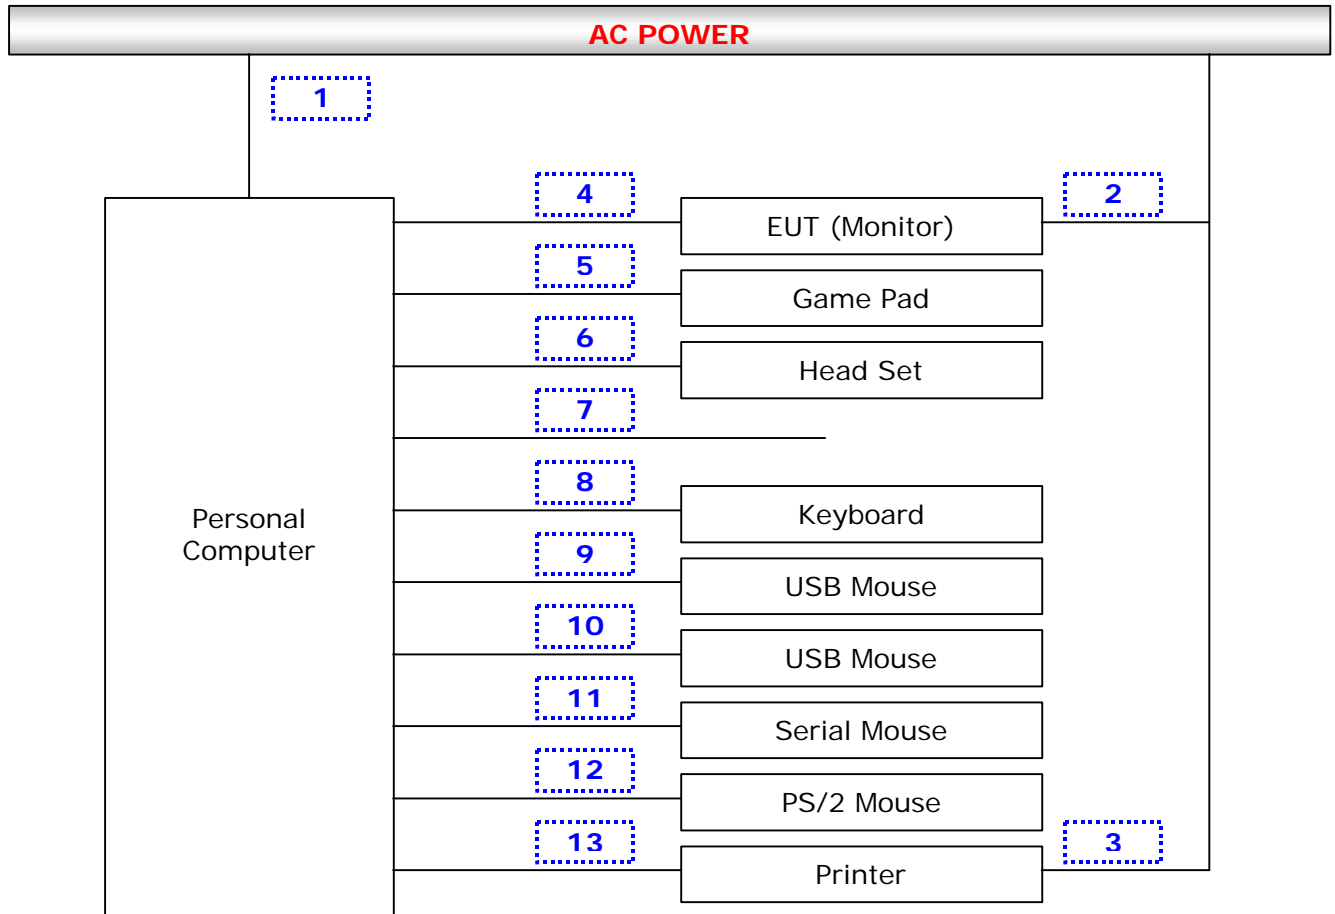 AC POWER
1
4
2
EUT (Monitor)
5
Game Pad
6
Head Set
7
8
Keyboard
Personal
Computer
9
USB Mouse
10
USB Mouse
11
Serial Mouse
12
PS/2 Mouse
13
3
Printer